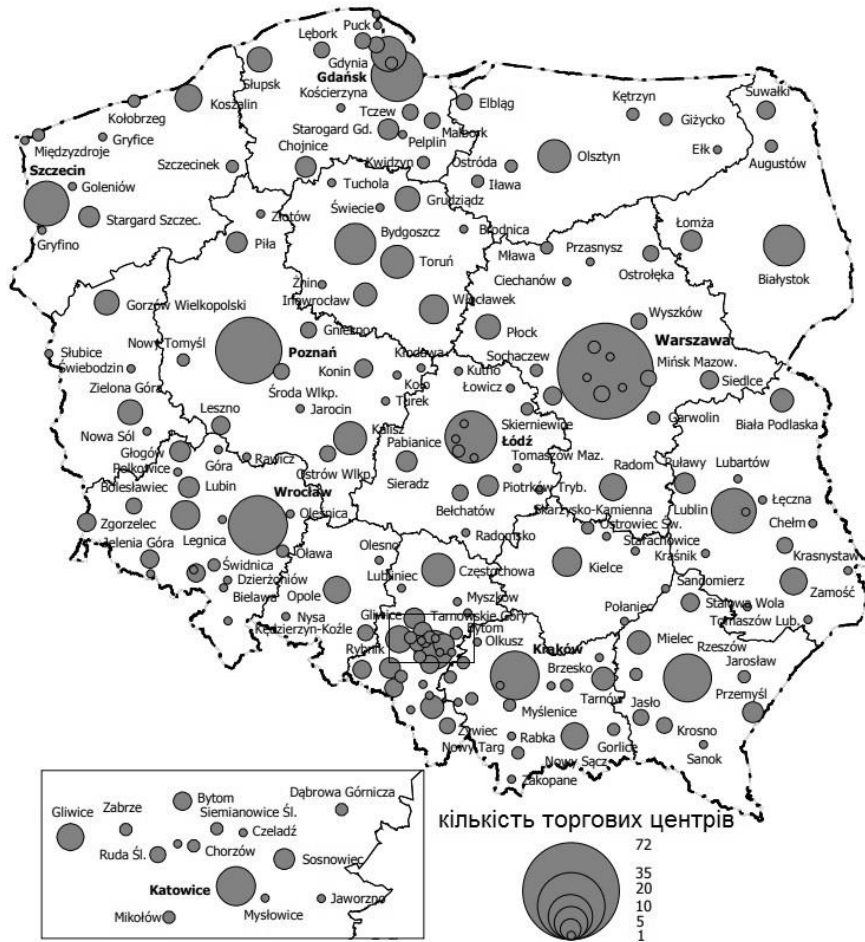 Puck
Lębork
Gdynia
Słupsk
Gdańsk
Kościerzyna
Elbląg
Kętrzyn
Suwałki
Kołobrzeg
Koszalin
Tczew
Giżycko
Gryfice
Starogard Gd.
Malbork
Międzyzdroje
Pelplin
Chojnice
Ełk
Augustów
Szczecinek
Kwidzyn
Ostróda
Olsztyn
Szczecin
Goleniów
Tuchola
Iława
Stargard Szczec.
Złotów
Świecie
Grudziądz
Łomża
Gryfino
Bydgoszcz
Brodnica
Piła
Mława
Przasnysz
Toruń
Ostrołęka
Białystok
Żnin
Ciechanów
Inowrocław
Gorzów Wielkopolski
Włocławek
Wyszków
Nowy Tomyśl
Gniezno
Płock
Warszawa
Słubice
Poznań
Kłodawa
Sochaczew
Mińsk Mazow.
Świebodzin
Konin
Kutno
Koło
Siedlce
Zielona Góra
Środa Wlkp.
Łowicz
Turek
Leszno
Jarocin
Skierniewice
Garwolin
Biała Podlaska
Nowa Sól
Kalisz
Pabianice
Łódź
Głogów
Góra
Rawicz
Tomaszów Maz.
Polkowice
Ostrów Wlkp.
Sieradz
Radom
Puławy
Lubartów
Bolesławiec
Lubin
Wrocław
Piotrków Tryb.
Łęczna
Bełchatów
Skarżysko-Kamienna
Lublin
Zgorzelec
Oleśnica
Ostrowiec Św.
Chełm
Legnica
Radomsko
Starachowice
Jelenia Góra
Oława
Olesno
Kraśnik
Krasnystaw
Świdnica
Częstochowa
Kielce
Dzierżoniów
Lubliniec
Sandomierz
Zamość
Bielawa
Opole
Myszków
Stalowa Wola
Nysa
Gliwice
Tarnowskie Góry
Połaniec
Tomaszów Lub.
Kędzierzyn-Koźle
Bytom
Olkusz
Mielec
Rybnik
Kraków
Rzeszów
Brzesko
Jarosław
Tarnów
Przemyśl
Myślenice
Jasło
Żywiec
Rabka
Gorlice
Krosno
Nowy Targ
Nowy Sącz
Sanok
Zakopane
Dąbrowa Górnicza
Bytom
Gliwice
Zabrze
Siemianowice Śl.
Czeladź
Ruda Śl.
Chorzów
Sosnowiec
Katowice
Mysłowice
Jaworzno
Mikołów
кількість торгових центрів
72
35
20
10
5
1